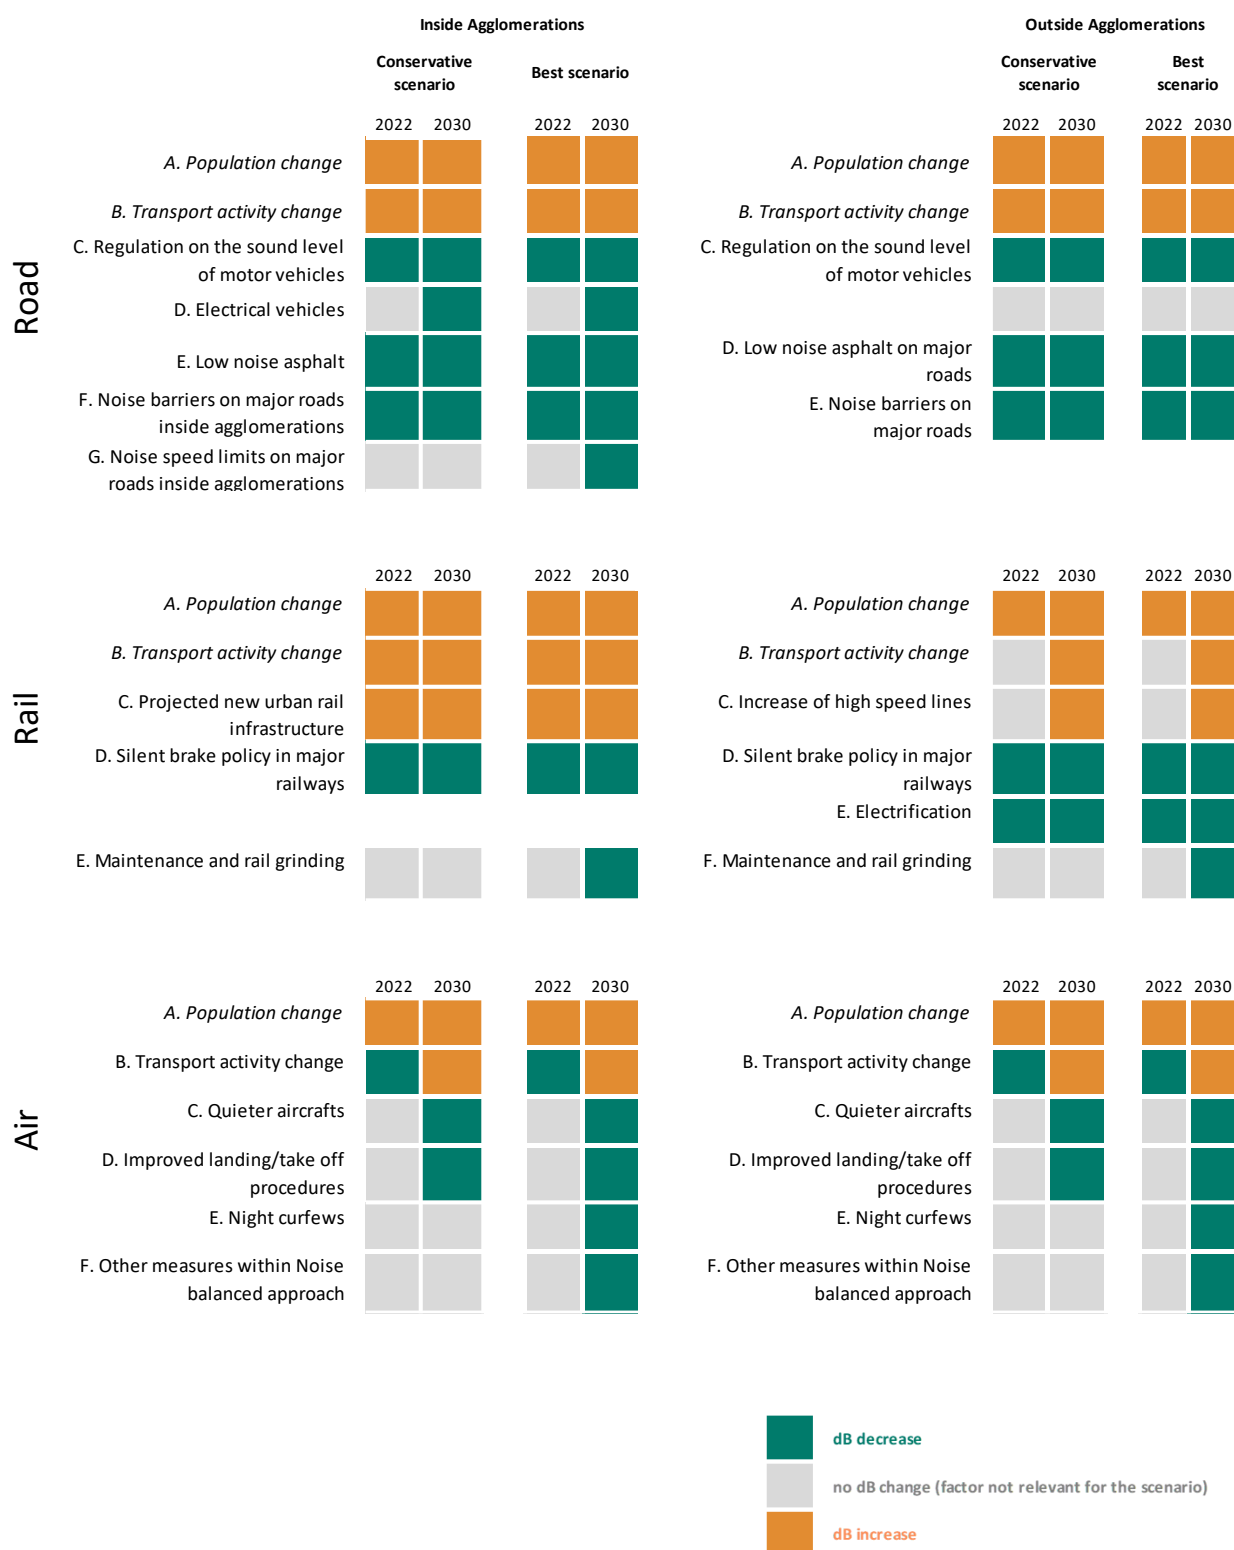 Inside Agglomerations
Outside Agglomerations
Conservative
scenario
Best scenario
Conservative
scenario
Best
scenario
Road
2022 2030 2022 2030
A. Population change
B. Transport activity change
C. Regulation on the sound level
of motor vehicles
D. Electrical vehicles
E. Low noise asphalt
F. Noise barriers on major roads
inside agglomerations
G. Noise speed limits on major
roads inside agglomerations
2022 2030 2022 2030
A. Population change
B. Transport activity change
C. Regulation on the sound level
of motor vehicles
D. Low noise asphalt on major
roads
E. Noise barriers on
major roads
Rail
2022 2030 2022 2030
A. Population change
B. Transport activity change
C. Projected new urban rail
infrastructure
D. Silent brake policy in major
railways
E. Maintenance and rail grinding
2022 2030 2022 2030
A. Population change
B. Transport activity change
C. Increase of high speed lines
D. Silent brake policy in major
railways
E. Electrification
F. Maintenance and rail grinding
Air
2022 2030 2022 2030
A. Population change
B. Transport activity change
C. Quieter aircrafts
D. Improved landing/take off
procedures
E. Night curfews
F. Other measures within Noise
balanced approach
2022 2030 2022 2030
A. Population change
B. Transport activity change
C. Quieter aircrafts
D. Improved landing/take off
procedures
E. Night curfews
F. Other measures within Noise
balanced approach
dB decrease
no dB change (factor not relevant for the scenario)
dB increase